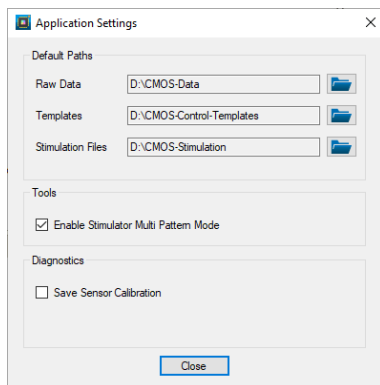 Application Settings
Default Paths
Raw Data D:\CMOS-Data
Templates D:\CMOS-Control-Templates
Stimulation Files D:\CMOS-Stimulation
Tools
Enable Stimulator Multi Pattern Mode
Diagnostics
Save Sensor Calibration
Close